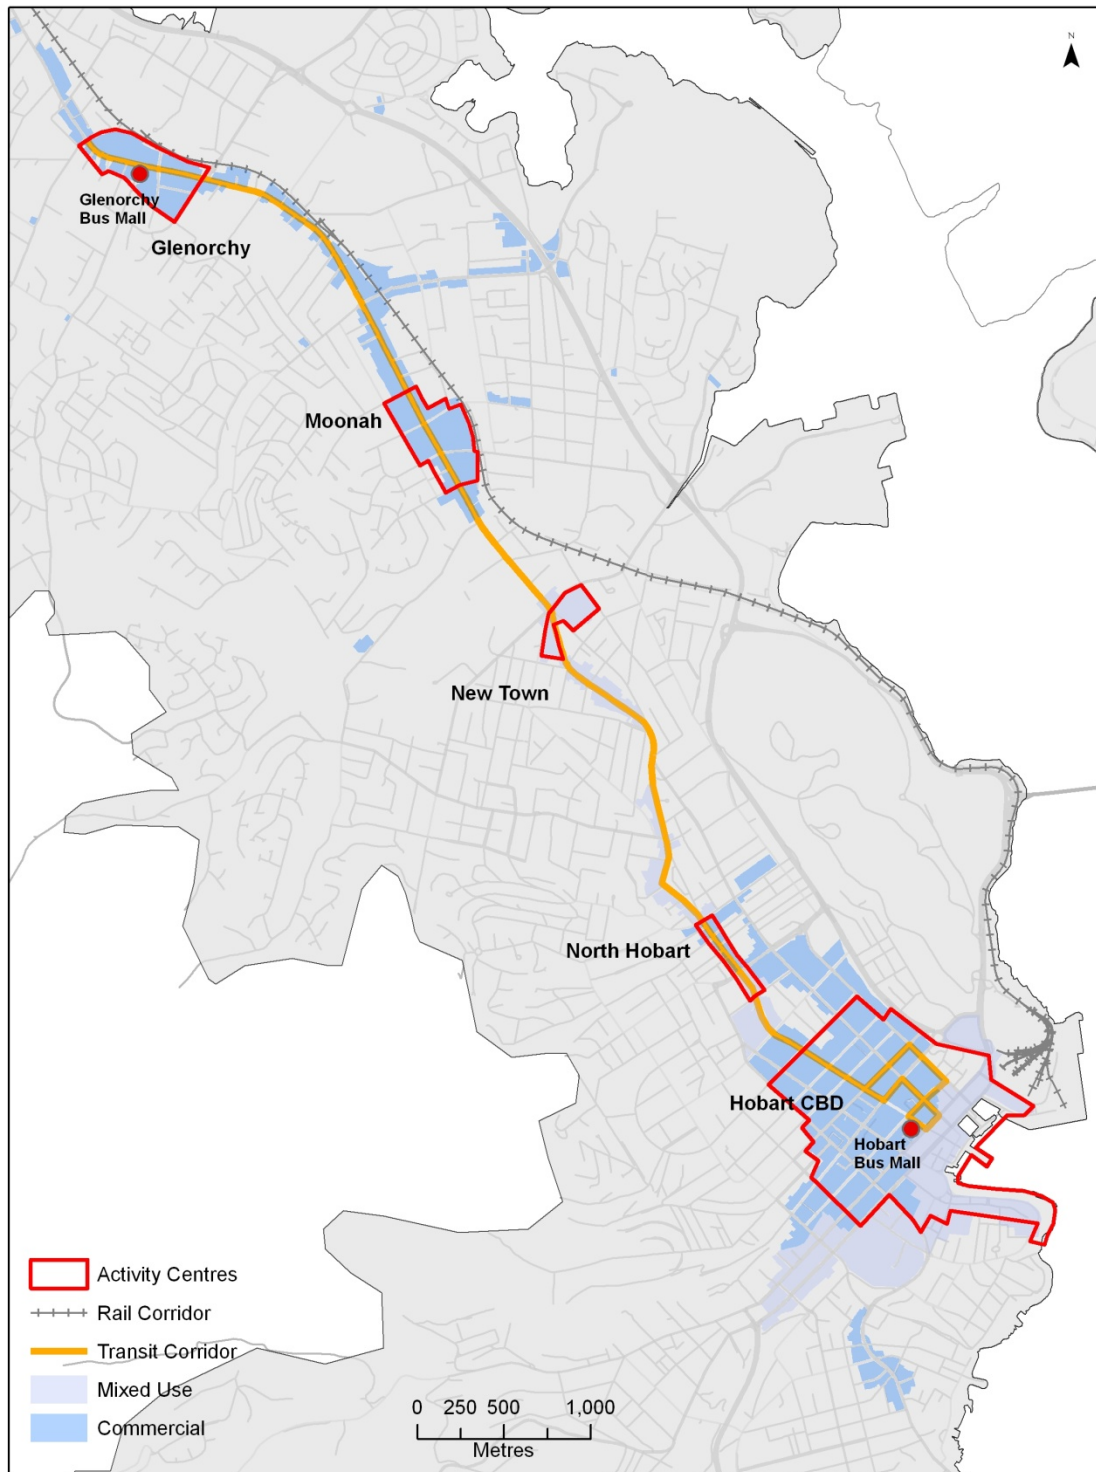 N
Glenorchy
Bus Mall
Glenorchy
Moonah
New Town
North Hobart
Hobart CBD
Hobart
Bus Mall
Activity Centres
Rail Corridor
Transit Corridor
Mixed Use
Commercial
0 250 500 1,000
Metres